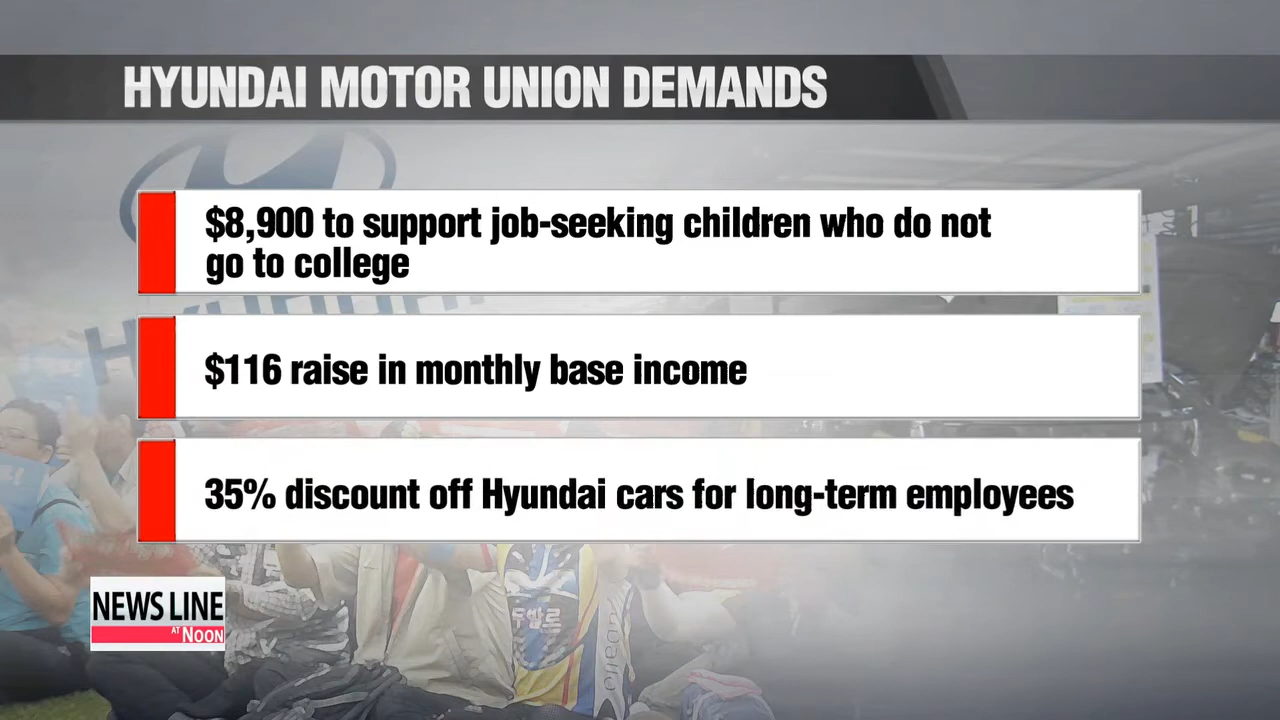 HYUNDAI MOTOR UNION DEMANDS
$8,900 to support job-seeking children who do not
go to college
$116 raise in monthly base income
35% discount off Hyundai cars for long-term employees
NEWS LINE
AT NOON